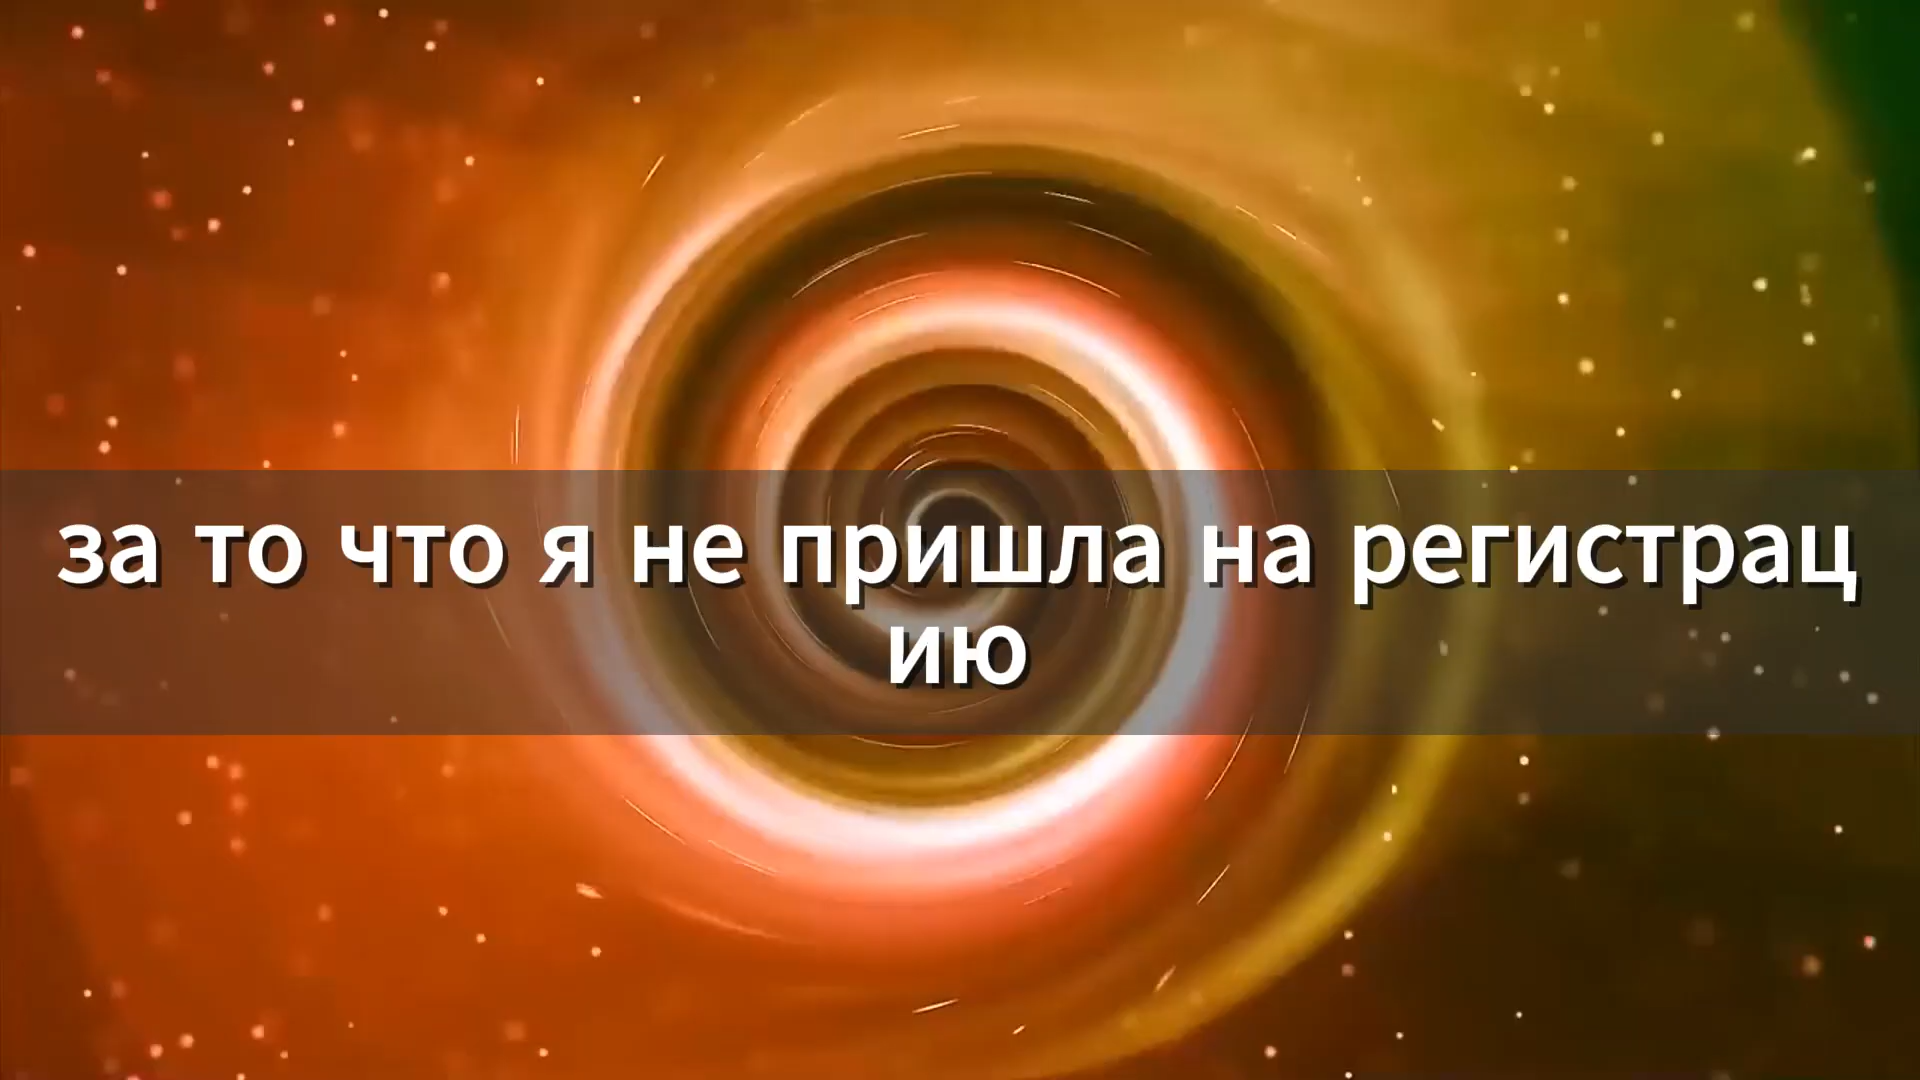 за то что я не пришла на регистрац
ию